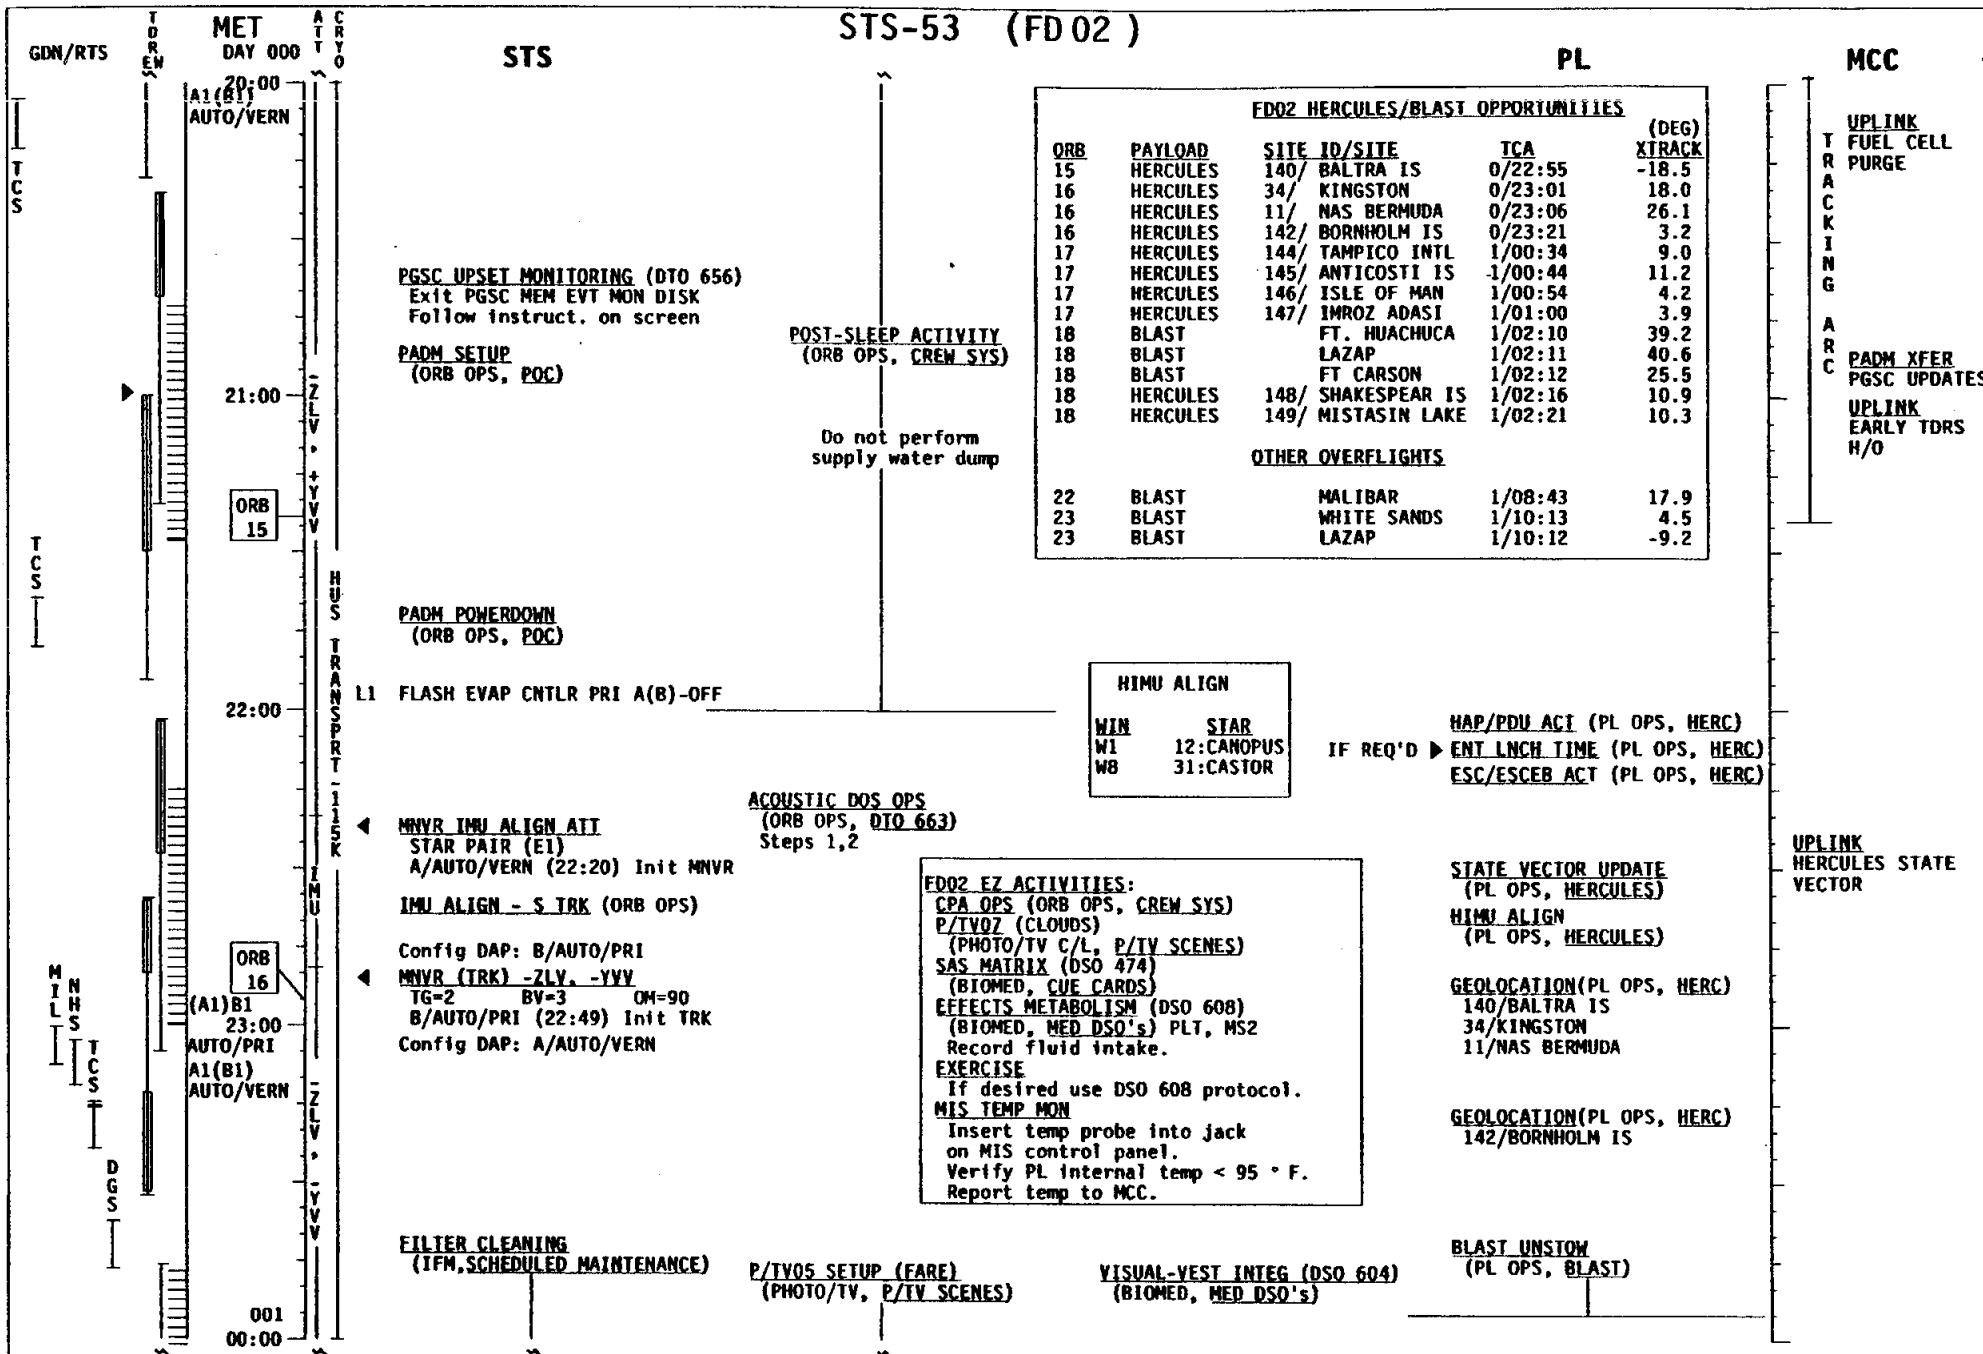 STS-53 (FD 02 )
GDN/RTS
TDRE/W
MET
DAY 000
ATT
CRYO
STS
PL
MCC
20:00
A1(B1)
AUTO/VERN
TCS
PGSC UPSET MONITORING (DTO 656)
Exit PGSC MEM EVT MON DISK
Follow instruct. on screen
PADM SETUP
(ORB OPS, POC)
21:00
-ZLV, +YVV
ORB
15
TCS
HUS TRANSPRT-115K
PADM POWERDOWN
(ORB OPS, POC)
L1 FLASH EVAP CNTLR PRI A(B)-OFF
22:00
MNVR IMU ALIGN ATT
STAR PAIR (E1)
A/AUTO/VERN (22:20) Init MNVR
IMU
IMU ALIGN - S TRK (ORB OPS)
Config DAP: B/AUTO/PRI
ORB
16
MNVR (TRK) -ZLV, -YVV
TG=2 BV=3 OM=90
B/AUTO/PRI (22:49) Init TRK
Config DAP: A/AUTO/VERN
MIL
NHS
TCS
DGS
(A1)B1
23:00
AUTO/PRI
A1(B1)
AUTO/VERN
-ZLV, -YVV
FILTER CLEANING
(IFM,SCHEDULED MAINTENANCE)
001
00:00
POST-SLEEP ACTIVITY
(ORB OPS, CREW SYS)
Do not perform
supply water dump
ACOUSTIC DOS OPS
(ORB OPS, DTO 663)
Steps 1,2
P/TV05 SETUP (FARE)
(PHOTO/TV, P/TV SCENES)
FD02 HERCULES/BLAST OPPORTUNITIES
(DEG)
ORB PAYLOAD SITE ID/SITE TCA XTRACK
15 HERCULES 140/ BALTRA IS 0/22:55 -18.5
16 HERCULES 34/ KINGSTON 0/23:01 18.0
16 HERCULES 11/ NAS BERMUDA 0/23:06 26.1
16 HERCULES 142/ BORNHOLM IS 0/23:21 3.2
17 HERCULES 144/ TAMPICO INTL 1/00:34 9.0
17 HERCULES 145/ ANTICOSTI IS 1/00:44 11.2
17 HERCULES 146/ ISLE OF MAN 1/00:54 4.2
17 HERCULES 147/ IMROZ ADASI 1/01:00 3.9
18 BLAST FT. HUACHUCA 1/02:10 39.2
18 BLAST LAZAP 1/02:11 40.6
18 BLAST FT CARSON 1/02:12 25.5
18 HERCULES 148/ SHAKESPEAR IS 1/02:16 10.9
18 HERCULES 149/ MISTASIN LAKE 1/02:21 10.3
OTHER OVERFLIGHTS
22 BLAST MALIBAR 1/08:43 17.9
23 BLAST WHITE SANDS 1/10:13 4.5
23 BLAST LAZAP 1/10:12 -9.2
HIMU ALIGN
WIN STAR
W1 12:CANOPUS
W8 31:CASTOR
FD02 EZ ACTIVITIES:
CPA OPS (ORB OPS, CREW SYS)
P/TV07 (CLOUDS)
(PHOTO/TV C/L, P/TV SCENES)
SAS MATRIX (DSO 474)
(BIOMED, CUE CARDS)
EFFECTS METABOLISM (DSO 608)
(BIOMED, MED DSO's) PLT, MS2
Record fluid intake.
EXERCISE
If desired use DSO 608 protocol.
MIS TEMP MON
Insert temp probe into jack
on MIS control panel.
Verify PL internal temp < 95 ° F.
Report temp to MCC.
VISUAL-VEST INTEG (DSO 604)
(BIOMED, MED DSO's)
HAP/PDU ACT (PL OPS, HERC)
IF REQ'D ▶ ENT LNCH TIME (PL OPS, HERC)
ESC/ESCEB ACT (PL OPS, HERC)
STATE VECTOR UPDATE
(PL OPS, HERCULES)
HIMU ALIGN
(PL OPS, HERCULES)
GEOLOCATION(PL OPS, HERC)
140/BALTRA IS
34/KINGSTON
11/NAS BERMUDA
GEOLOCATION(PL OPS, HERC)
142/BORNHOLM IS
BLAST UNSTOW
(PL OPS, BLAST)
TRACKING ARC
UPLINK
FUEL CELL
PURGE
PADM XFER
PGSC UPDATES
UPLINK
EARLY TDRS
H/O
UPLINK
HERCULES STATE
VECTOR